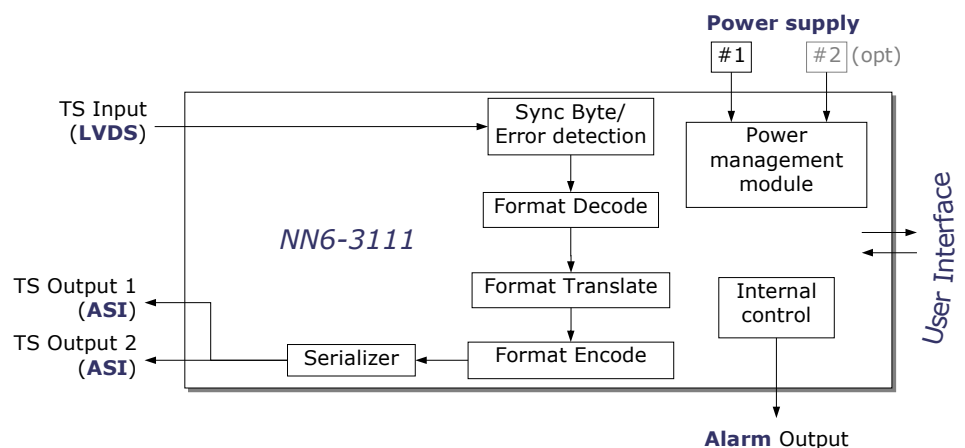 Power supply
#1
#2 (opt)
TS Input
(LVDS)
Sync Byte/
Error detection
Power
management
module
Format Decode
User Interface
NN6-3111
TS Output 1
(ASI)
Format Translate
Internal
control
TS Output 2
(ASI)
Serializer
Format Encode
Alarm Output